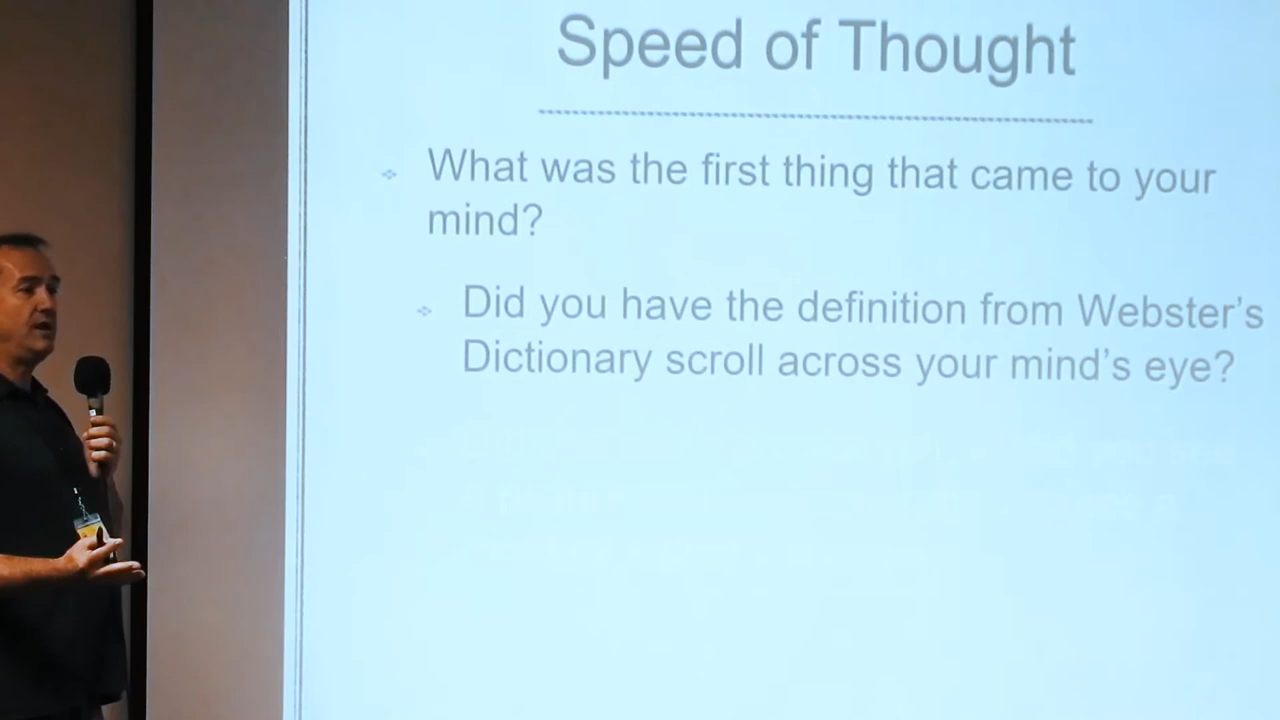 Speed of Thought
What was the first thing that came to your
mind?
Did you have the definition from Webster's
Dictionary scroll across your mind's eye?